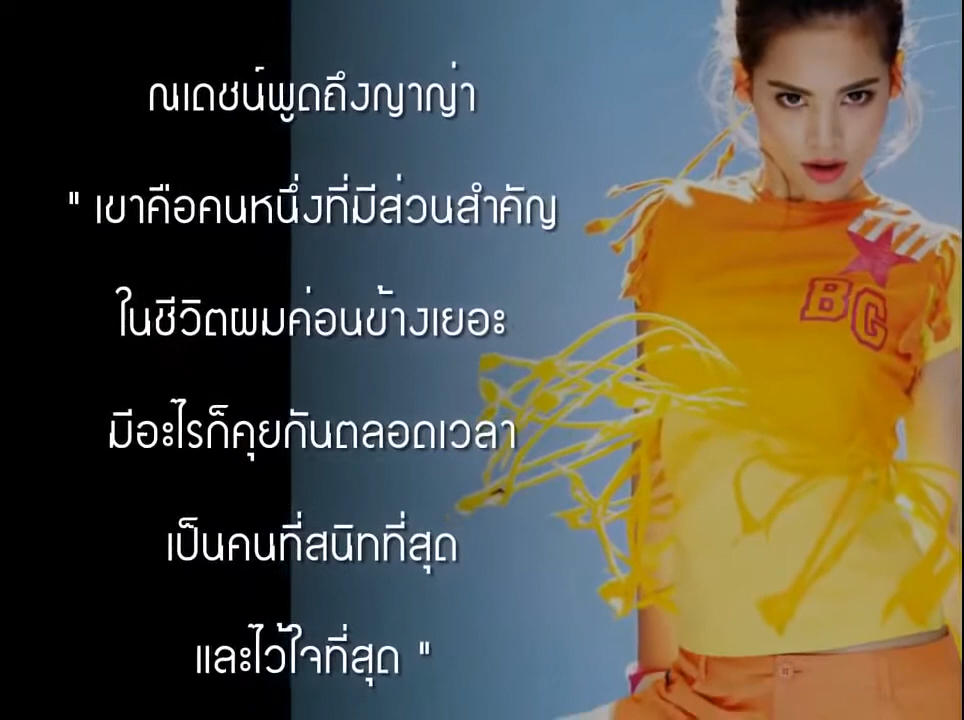 ณเดชน์พูดถึงญาญ่า
" เขาคือคนหนึ่งที่มีส่วนสำคัญ
ในชีวิตผมค่อนข้างเยอะ
มีอะไรก็คุยกันตลอดเวลา
เป็นคนที่สนิทที่สุด
และไว้ใจที่สุด "
BG